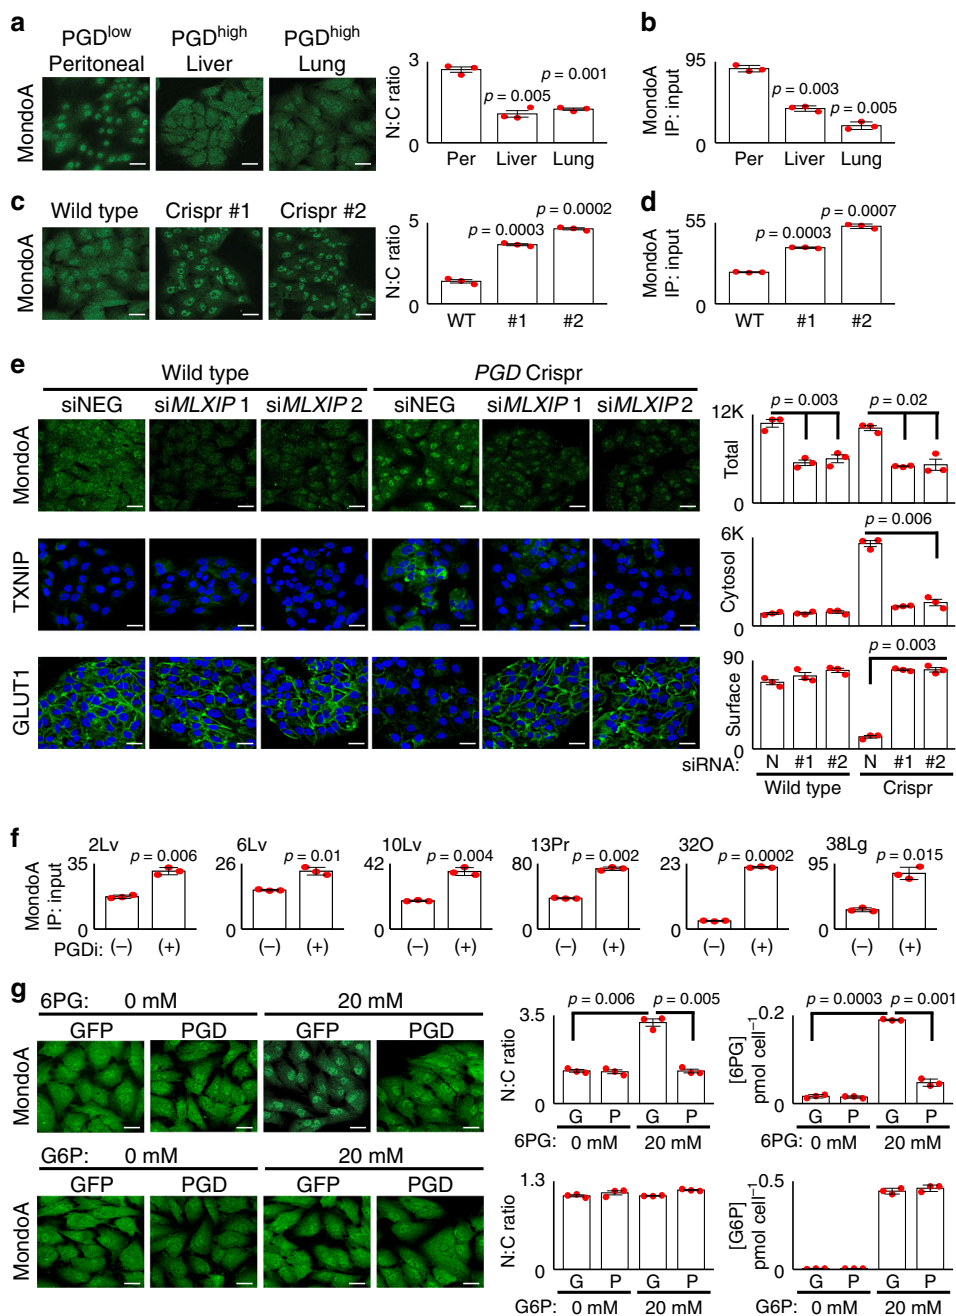 a
PGDlow PGDhigh PGDhigh
Peritoneal Liver Lung
MondoA
N:C ratio
3
0
p = 0.005
p = 0.001
Per Liver Lung
b
MondoA
IP: input
95
0
p = 0.003
p = 0.005
Per Liver Lung
c
Wild type Crispr #1 Crispr #2
MondoA
N:C ratio
5
0
p = 0.0003
p = 0.0002
WT #1 #2
d
MondoA
IP: input
55
0
p = 0.0003
p = 0.0007
WT #1 #2
e
Wild type PGD Crispr
siNEG siMLXIP 1 siMLXIP 2 siNEG siMLXIP 1 siMLXIP 2
MondoA
TXNIP
GLUT1
Total
12K
0
p = 0.003 p = 0.02
Cytosol
6K
0
p = 0.006
Surface
90
0
p = 0.003
siRNA: N #1 #2 N #1 #2
Wild type Crispr
f
MondoA
IP: input
2Lv 6Lv 10Lv 13Pr 32O 38Lg
35 26 42 80 23 95
p = 0.006 p = 0.01 p = 0.004 p = 0.002 p = 0.0002 p = 0.015
0 0 0 0 0 0
PGDi: (−) (+) (−) (+) (−) (+) (−) (+) (−) (+) (−) (+)
g
6PG: 0 mM 20 mM
GFP PGD GFP PGD
MondoA
N:C ratio
3.5
0
p = 0.006 p = 0.005
G P G P
6PG: 0 mM 20 mM
[6PG]
pmol cell−1
0.2
0
p = 0.0003 p = 0.001
G P G P
6PG: 0 mM 20 mM
G6P: 0 mM 20 mM
GFP PGD GFP PGD
MondoA
N:C ratio
1.3
0
G P G P
G6P: 0 mM 20 mM
[G6P]
pmol cell−1
0.5
0
G P G P
G6P: 0 mM 20 mM